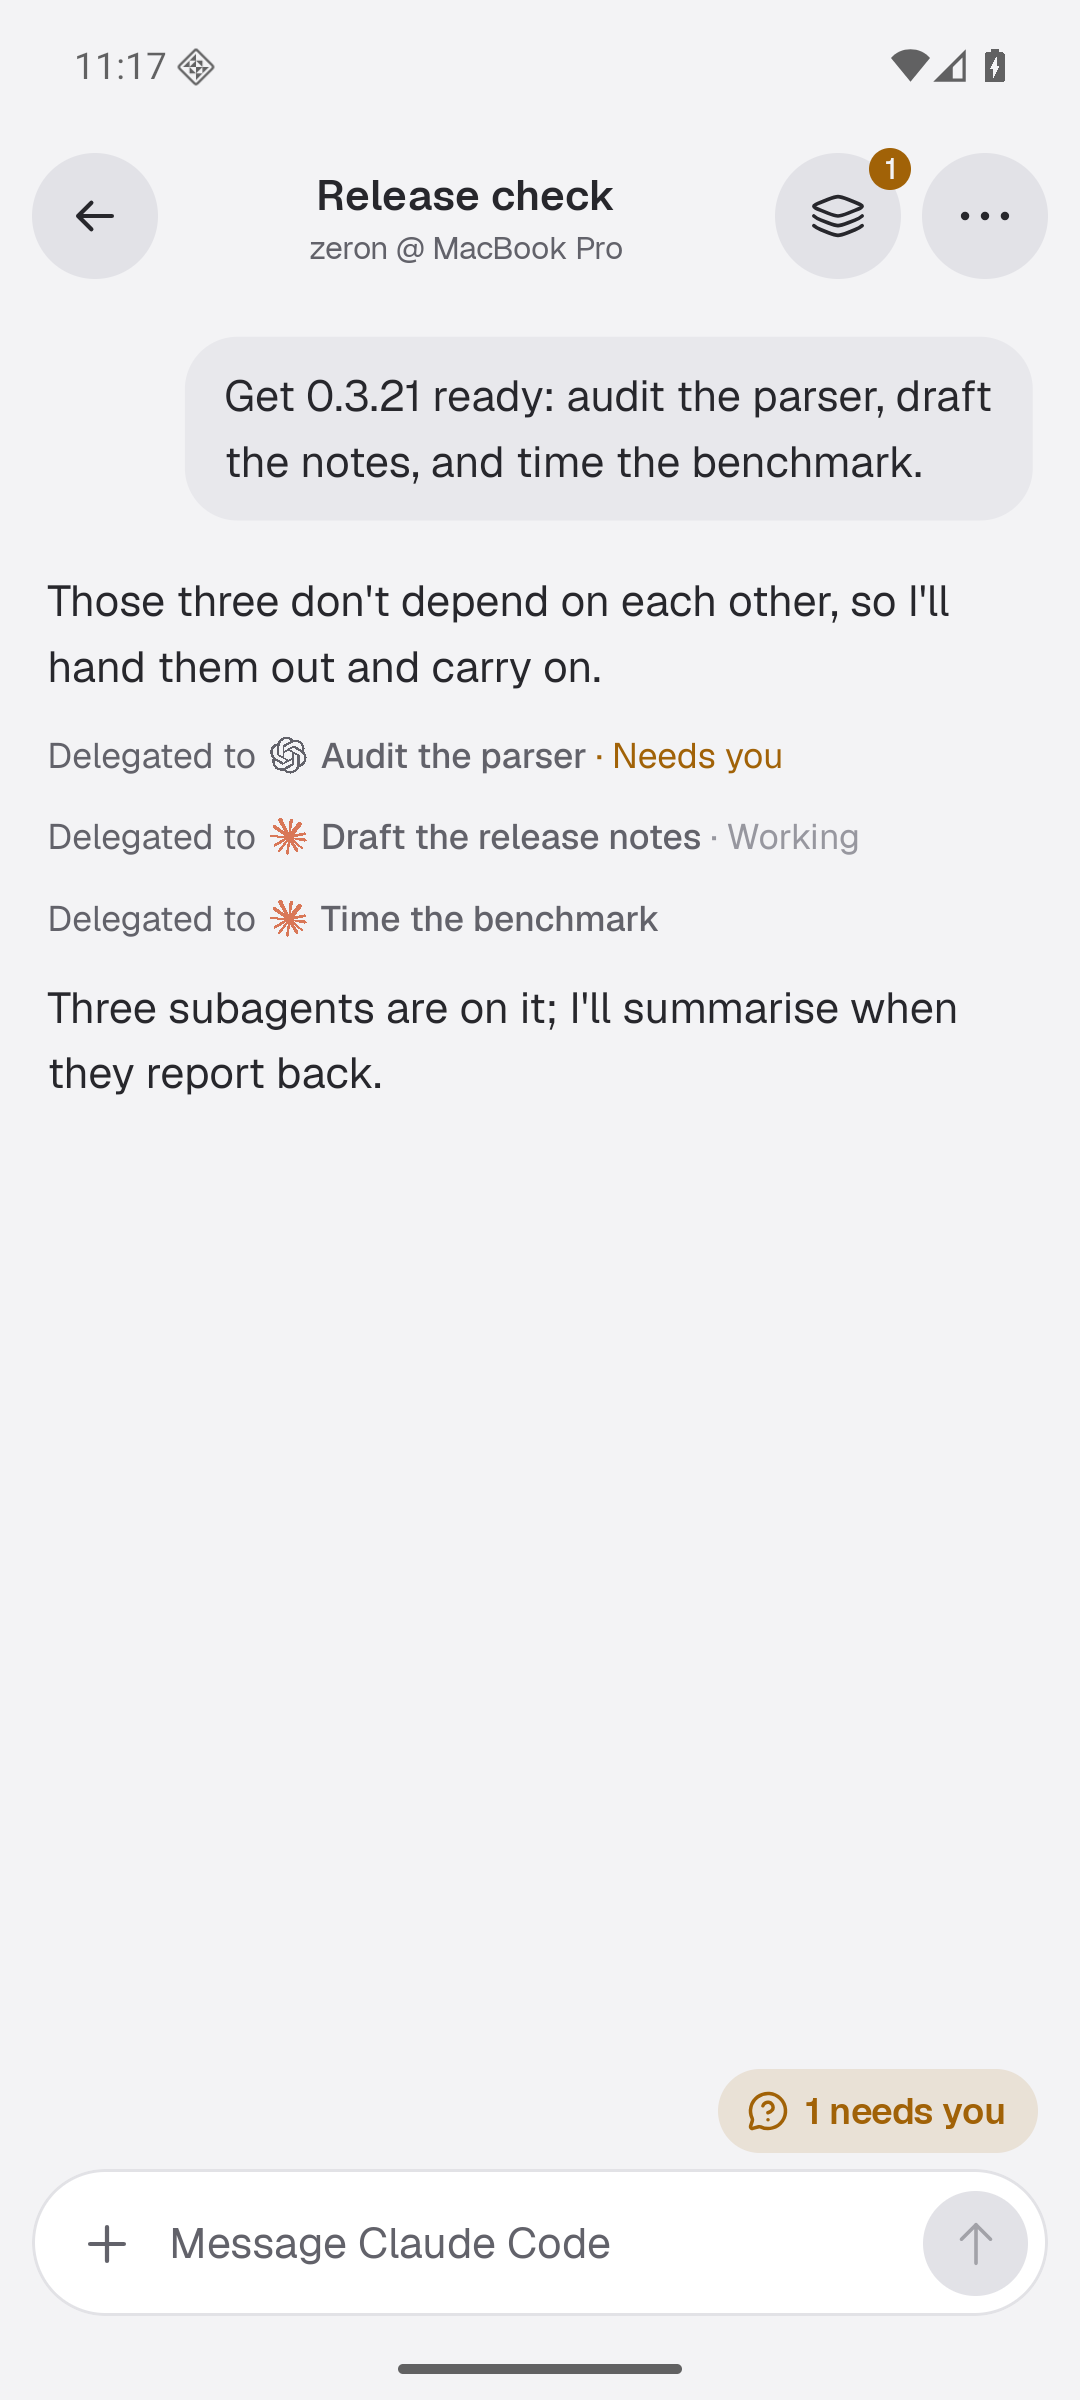 11:17
1
Release check
zeron @ MacBook Pro
Get 0.3.21 ready: audit the parser, draft
the notes, and time the benchmark.
Those three don't depend on each other, so I'll
hand them out and carry on.
Delegated to Audit the parser · Needs you
Delegated to Draft the release notes · Working
Delegated to Time the benchmark
Three subagents are on it; I'll summarise when
they report back.
1 needs you
Message Claude Code